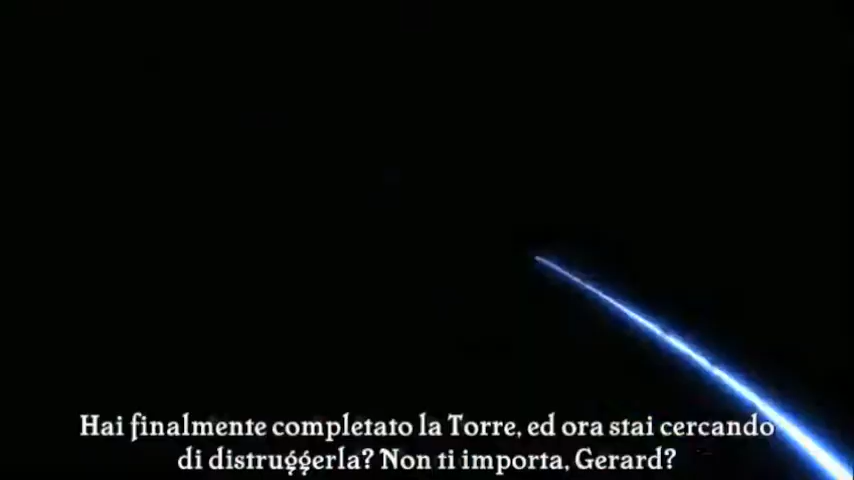 Hai finalmente completato la Torre, ed ora stai cercando
di distruggerla? Non ti importa, Gerard?